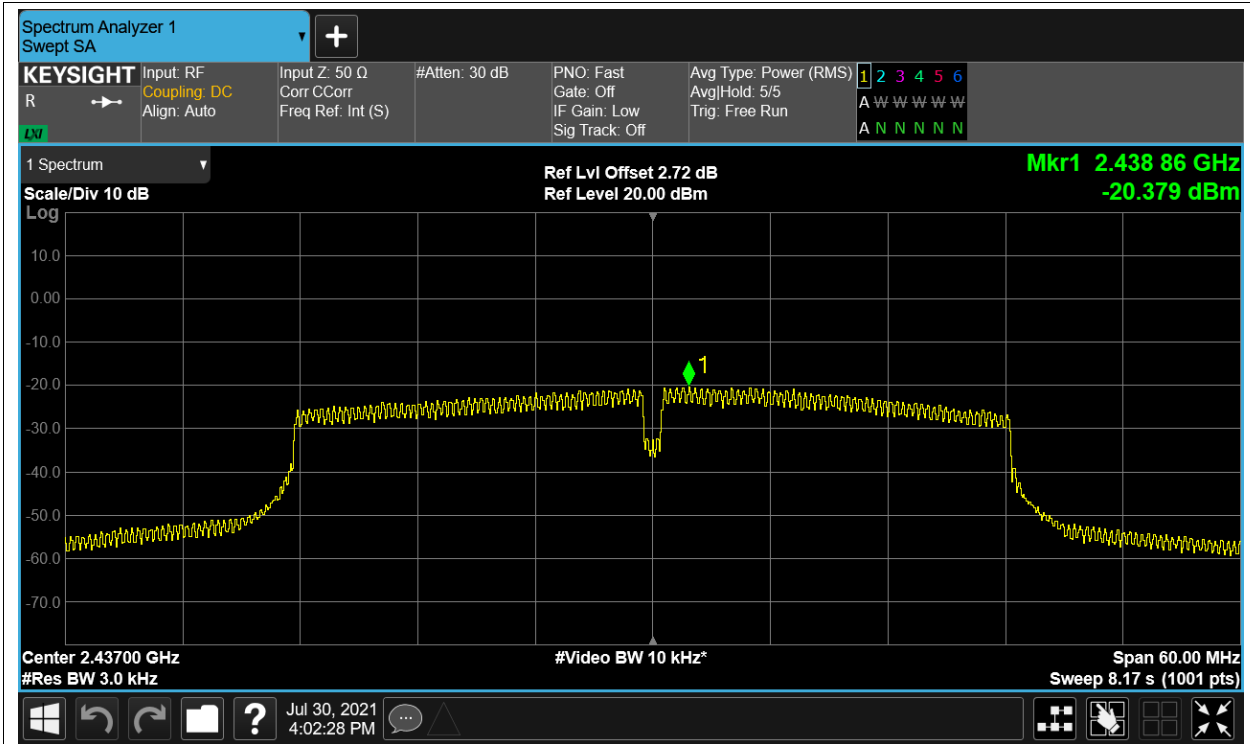 Spectrum Analyzer 1
Swept SA
KEYSIGHT
R
LXI
Input: RF
Coupling: DC
Align: Auto
Input Z: 50 Ω
Corr CCorr
Freq Ref: Int (S)
#Atten: 30 dB
PNO: Fast
Gate: Off
IF Gain: Low
Sig Track: Off
Avg Type: Power (RMS)
Avg|Hold: 5/5
Trig: Free Run
1 2 3 4 5 6
A W W W W W
A N N N N N
1 Spectrum
Scale/Div 10 dB
Log
Ref Lvl Offset 2.72 dB
Ref Level 20.00 dBm
Mkr1 2.438 86 GHz
-20.379 dBm
10.0
0.00
-10.0
-20.0
-30.0
-40.0
-50.0
-60.0
-70.0
1
Center 2.43700 GHz
#Res BW 3.0 kHz
#Video BW 10 kHz*
Span 60.00 MHz
Sweep 8.17 s (1001 pts)
?
Jul 30, 2021
4:02:28 PM